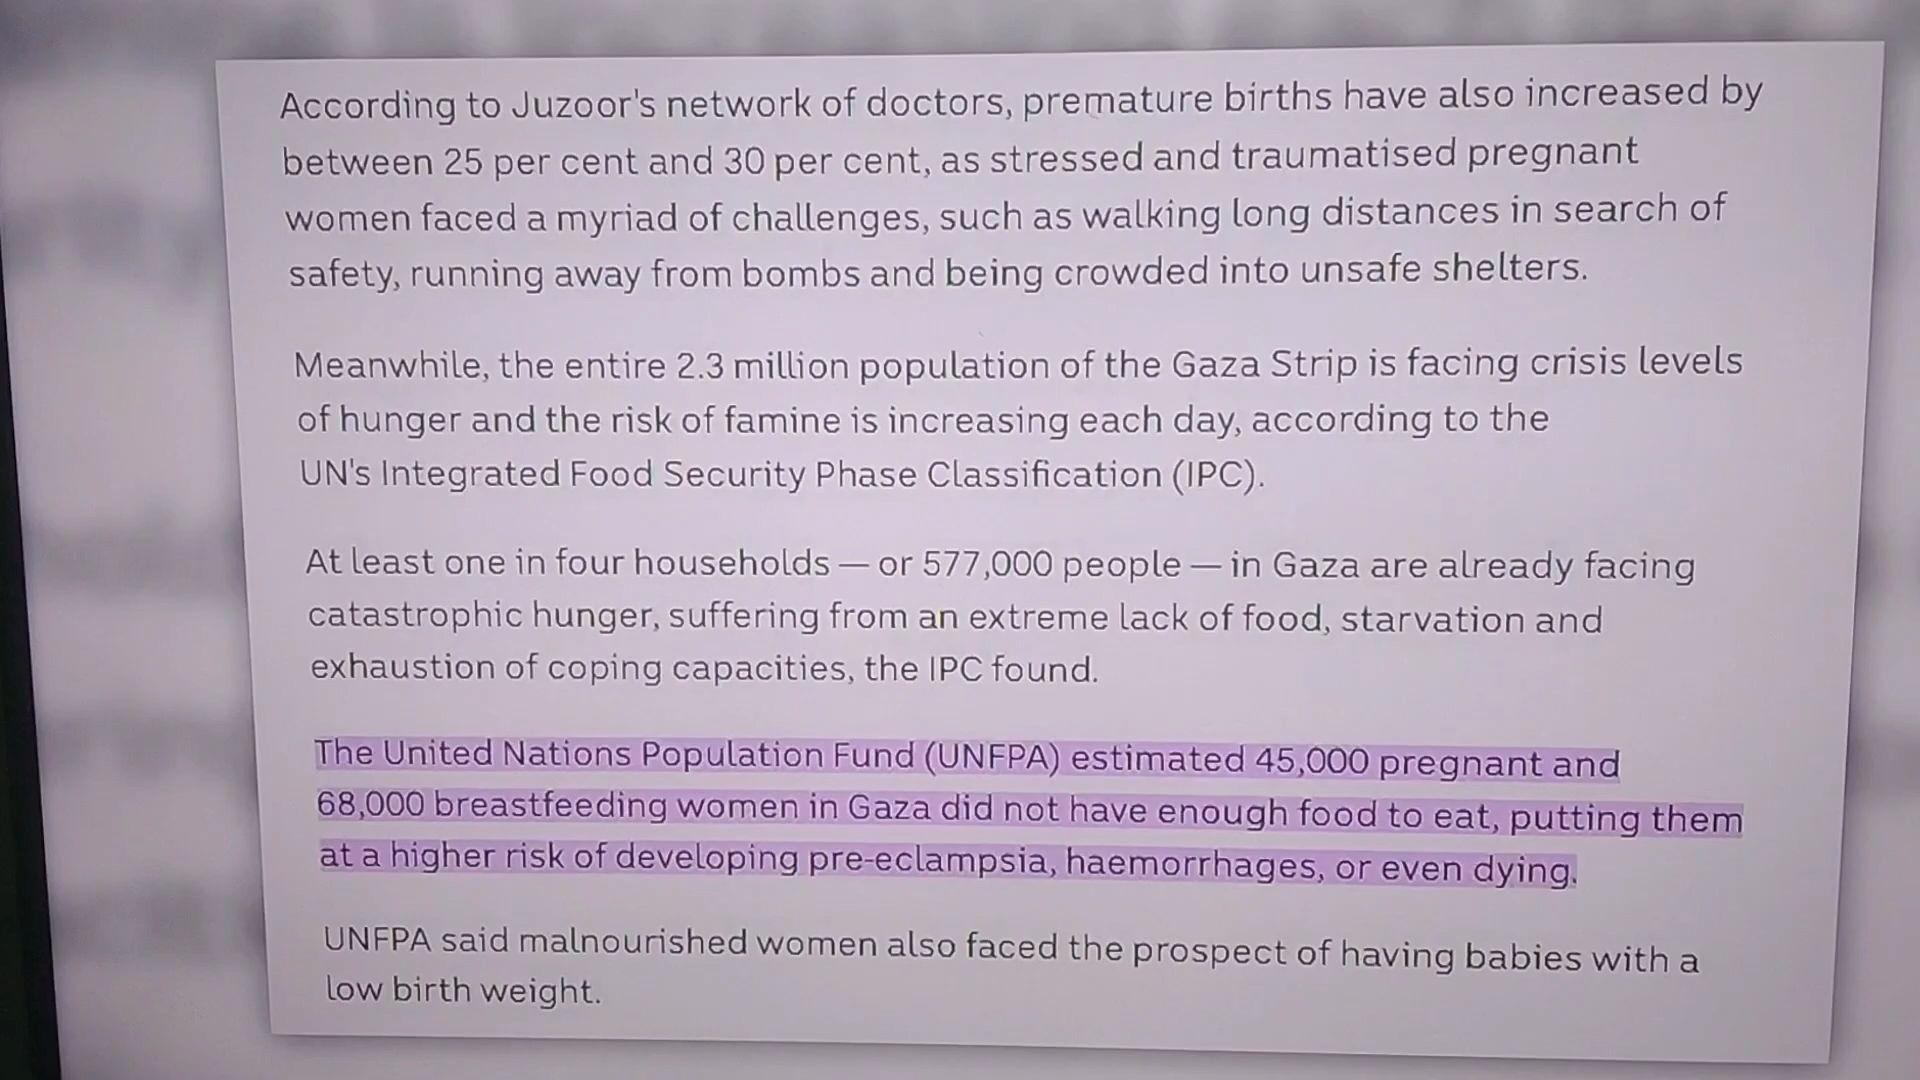 According to Juzoor's network of doctors, premature births have also increased by
between 25 per cent and 30 per cent, as stressed and traumatised pregnant
women faced a myriad of challenges, such as walking long distances in search of
safety, running away from bombs and being crowded into unsafe shelters.
Meanwhile, the entire 2.3 million population of the Gaza Strip is facing crisis levels
of hunger and the risk of famine is increasing each day, according to the
UN's Integrated Food Security Phase Classification (IPC).
At least one in four households — or 577,000 people — in Gaza are already facing
catastrophic hunger, suffering from an extreme lack of food, starvation and
exhaustion of coping capacities, the IPC found.
The United Nations Population Fund (UNFPA) estimated 45,000 pregnant and
68,000 breastfeeding women in Gaza did not have enough food to eat, putting them
at a higher risk of developing pre-eclampsia, haemorrhages, or even dying.
UNFPA said malnourished women also faced the prospect of having babies with a
low birth weight.